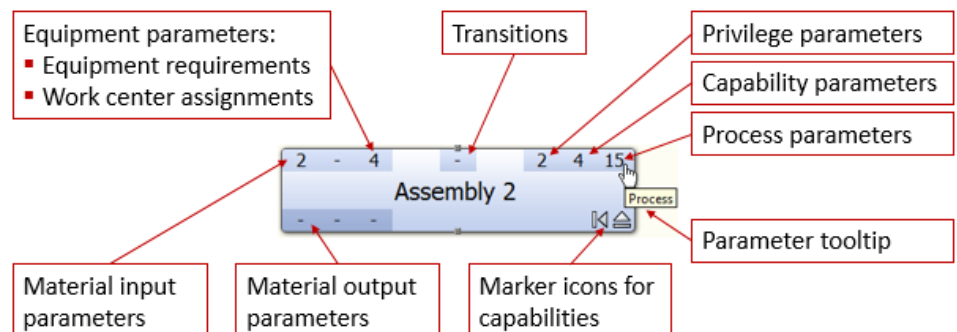 Equipment parameters:
▪ Equipment requirements
▪ Work center assignments
Transitions
Privilege parameters
Capability parameters
Process parameters
2 - 4 - 2 4 15
Assembly 2
Process
- - -
Parameter tooltip
Material input
parameters
Material output
parameters
Marker icons for
capabilities